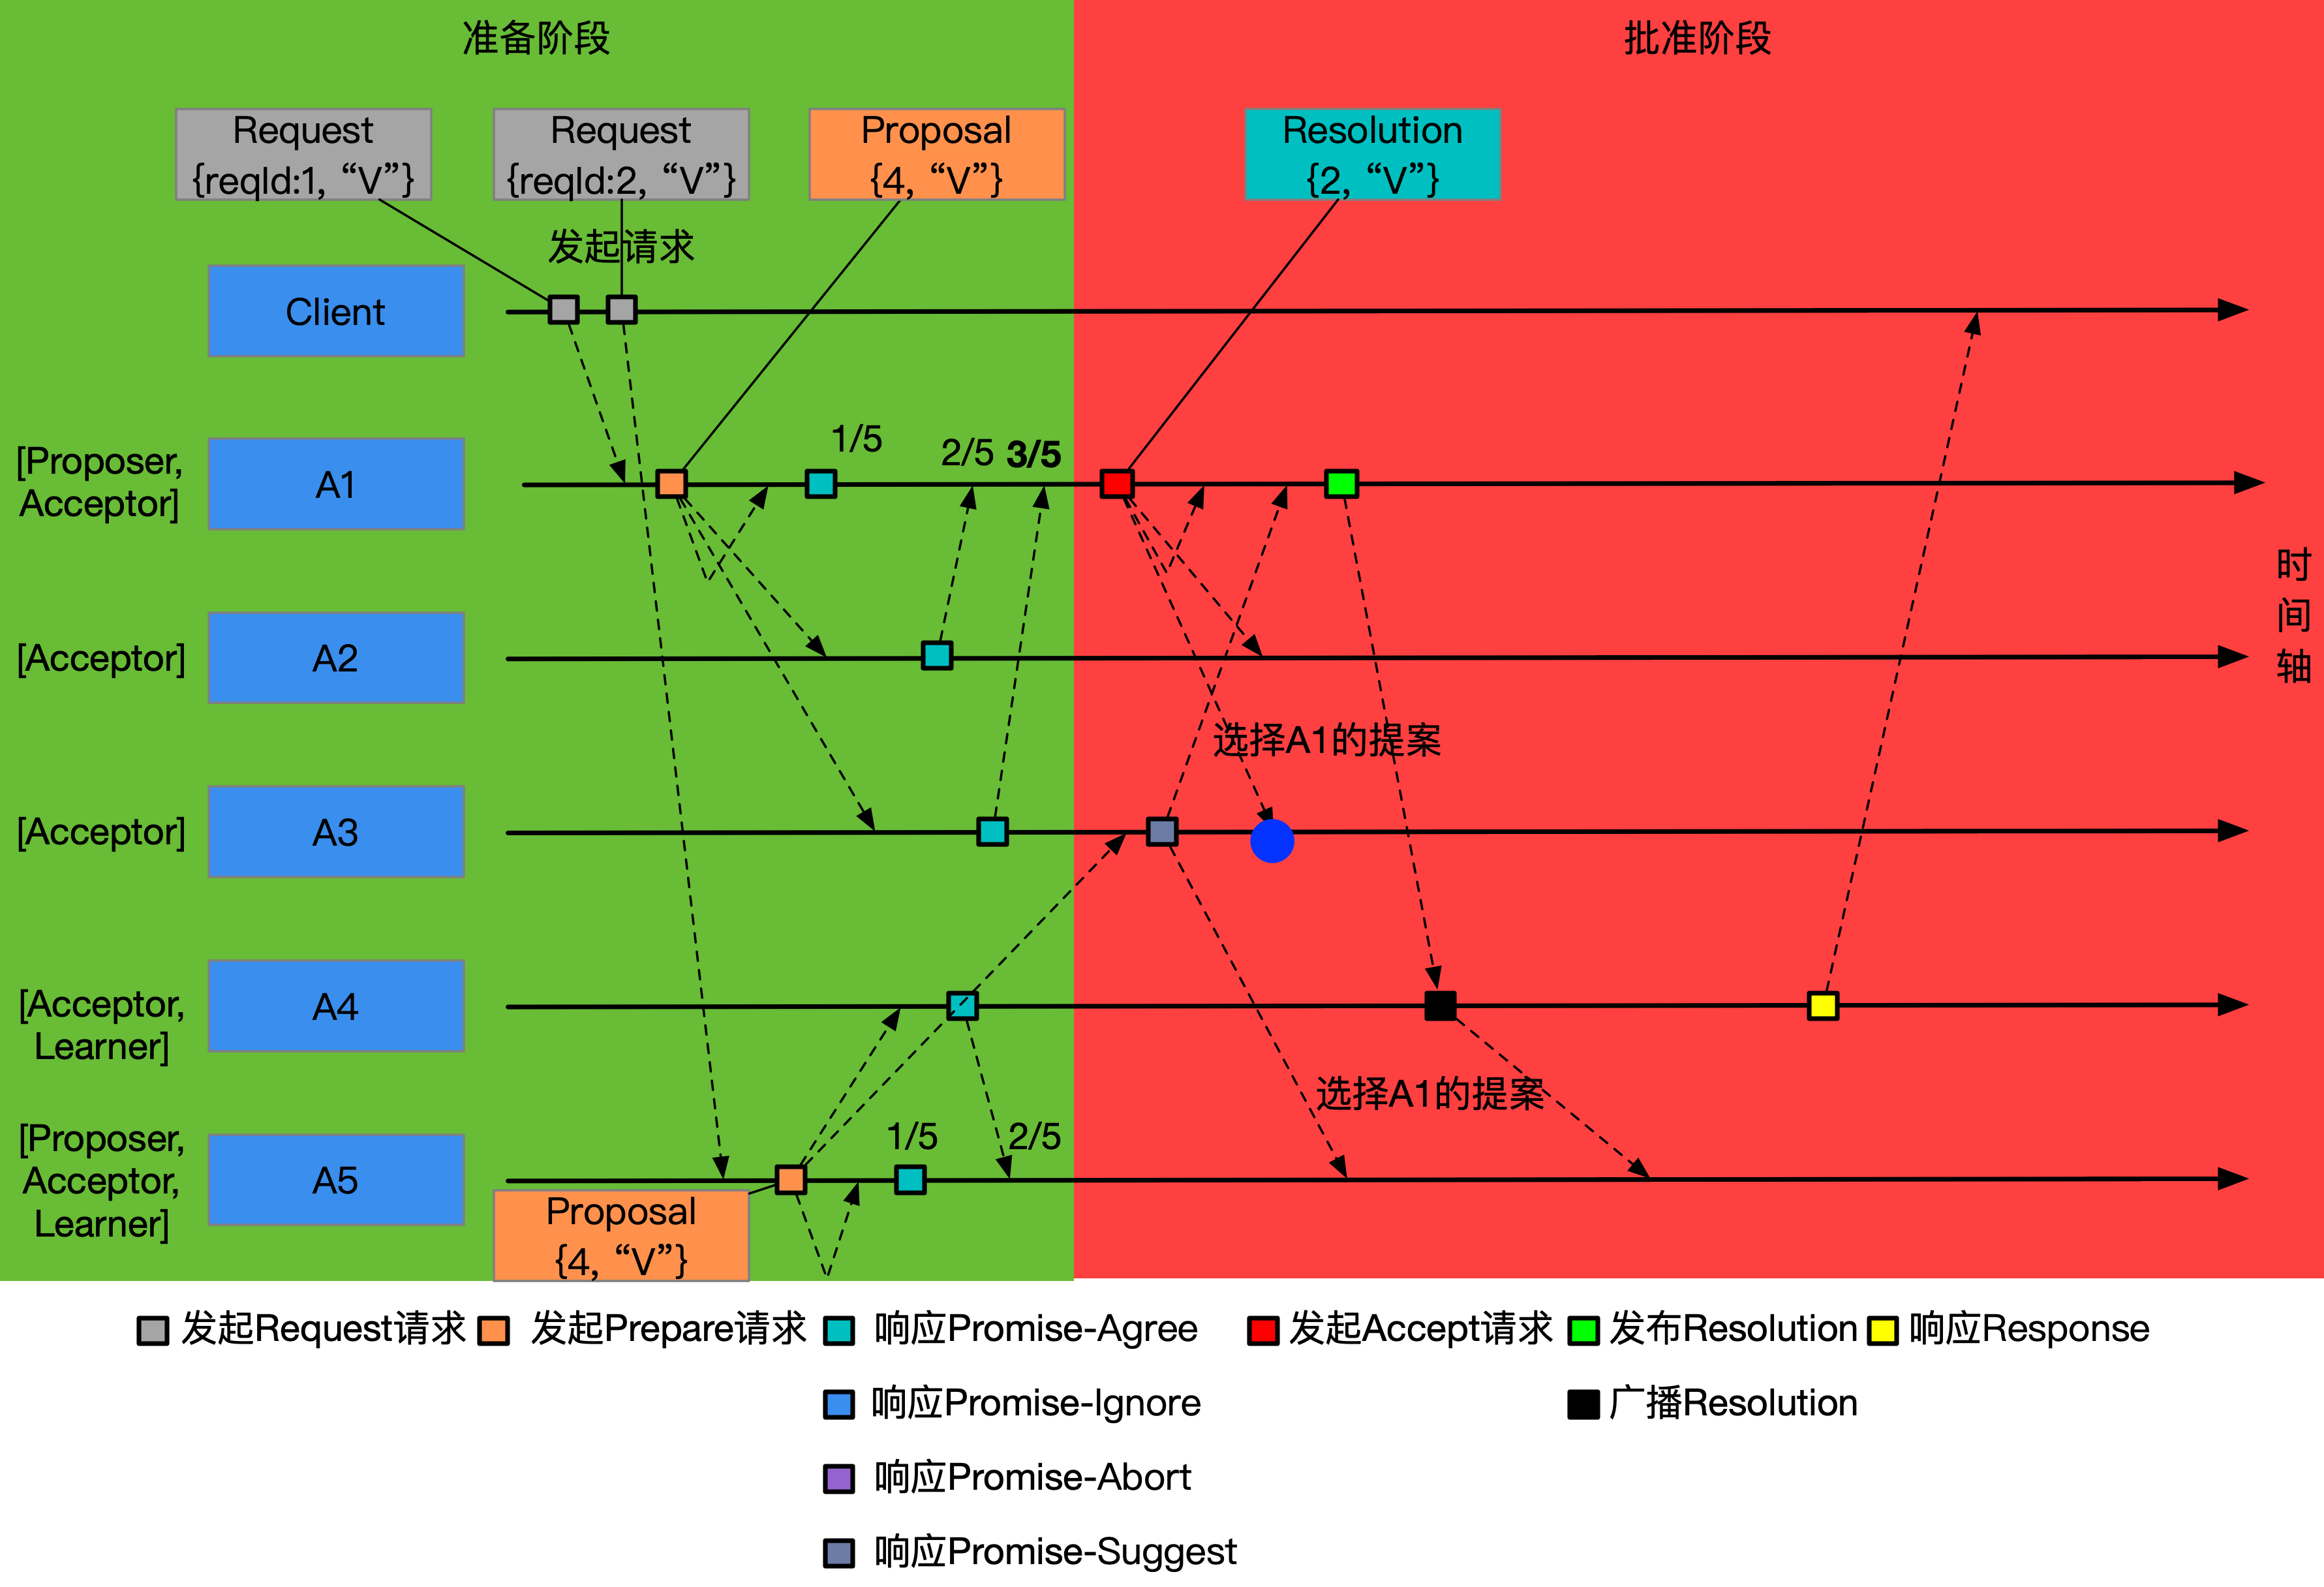 准备阶段
批准阶段
Request
{reqId:1, “V”}
Request
{reqId:2, “V”}
Proposal
{4, “V”}
Resolution
{2, “V”}
发起请求
Client
[Proposer,
Acceptor]
A1
1/5
2/5
3/5
[Acceptor]
A2
时
间
轴
选择A1的提案
[Acceptor]
A3
[Acceptor,
Learner]
A4
选择A1的提案
[Proposer,
Acceptor,
Learner]
A5
1/5
2/5
Proposal
{4, “V”}
发起Request请求
发起Prepare请求
响应Promise-Agree
发起Accept请求
发布Resolution
响应Response
响应Promise-Ignore
广播Resolution
响应Promise-Abort
响应Promise-Suggest